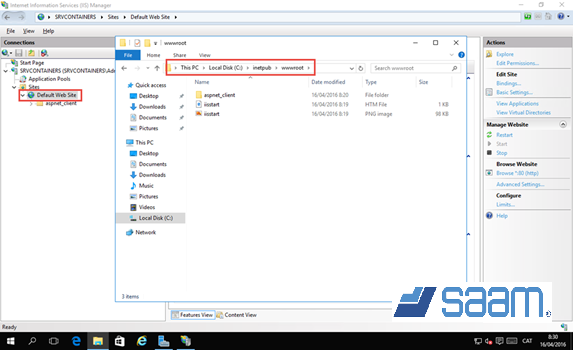 Internet Information Services (IIS) Manager
SRVCONTAINERS ▸ Sites ▸ Default Web Site ▸
File View Help
Connections
Start Page
SRVCONTAINERS (SRVCONTAINERS\Ad
Application Pools
Sites
Default Web Site
aspnet_client
wwwroot
File Home Share View
This PC > Local Disk (C:) > inetpub > wwwroot >
Search wwwroot
Quick access
Desktop
Downloads
Documents
Pictures
This PC
Desktop
Documents
Downloads
Music
Pictures
Videos
Local Disk (C:)
Network
Name Date modified Type Size
aspnet_client 16/04/2016 8:20 File folder
iisstart 16/04/2016 8:19 HTM File 1 KB
iisstart 16/04/2016 8:19 PNG image 98 KB
3 items
Actions
Explore
Edit Permissions...
Edit Site
Bindings...
Basic Settings...
View Applications
View Virtual Directories
Manage Website
Restart
Start
Stop
Browse Website
Browse *:80 (http)
Advanced Settings...
Configure
Limits...
Help
Features View Content View
saam
Ready
CAT
8:30
16/04/2016